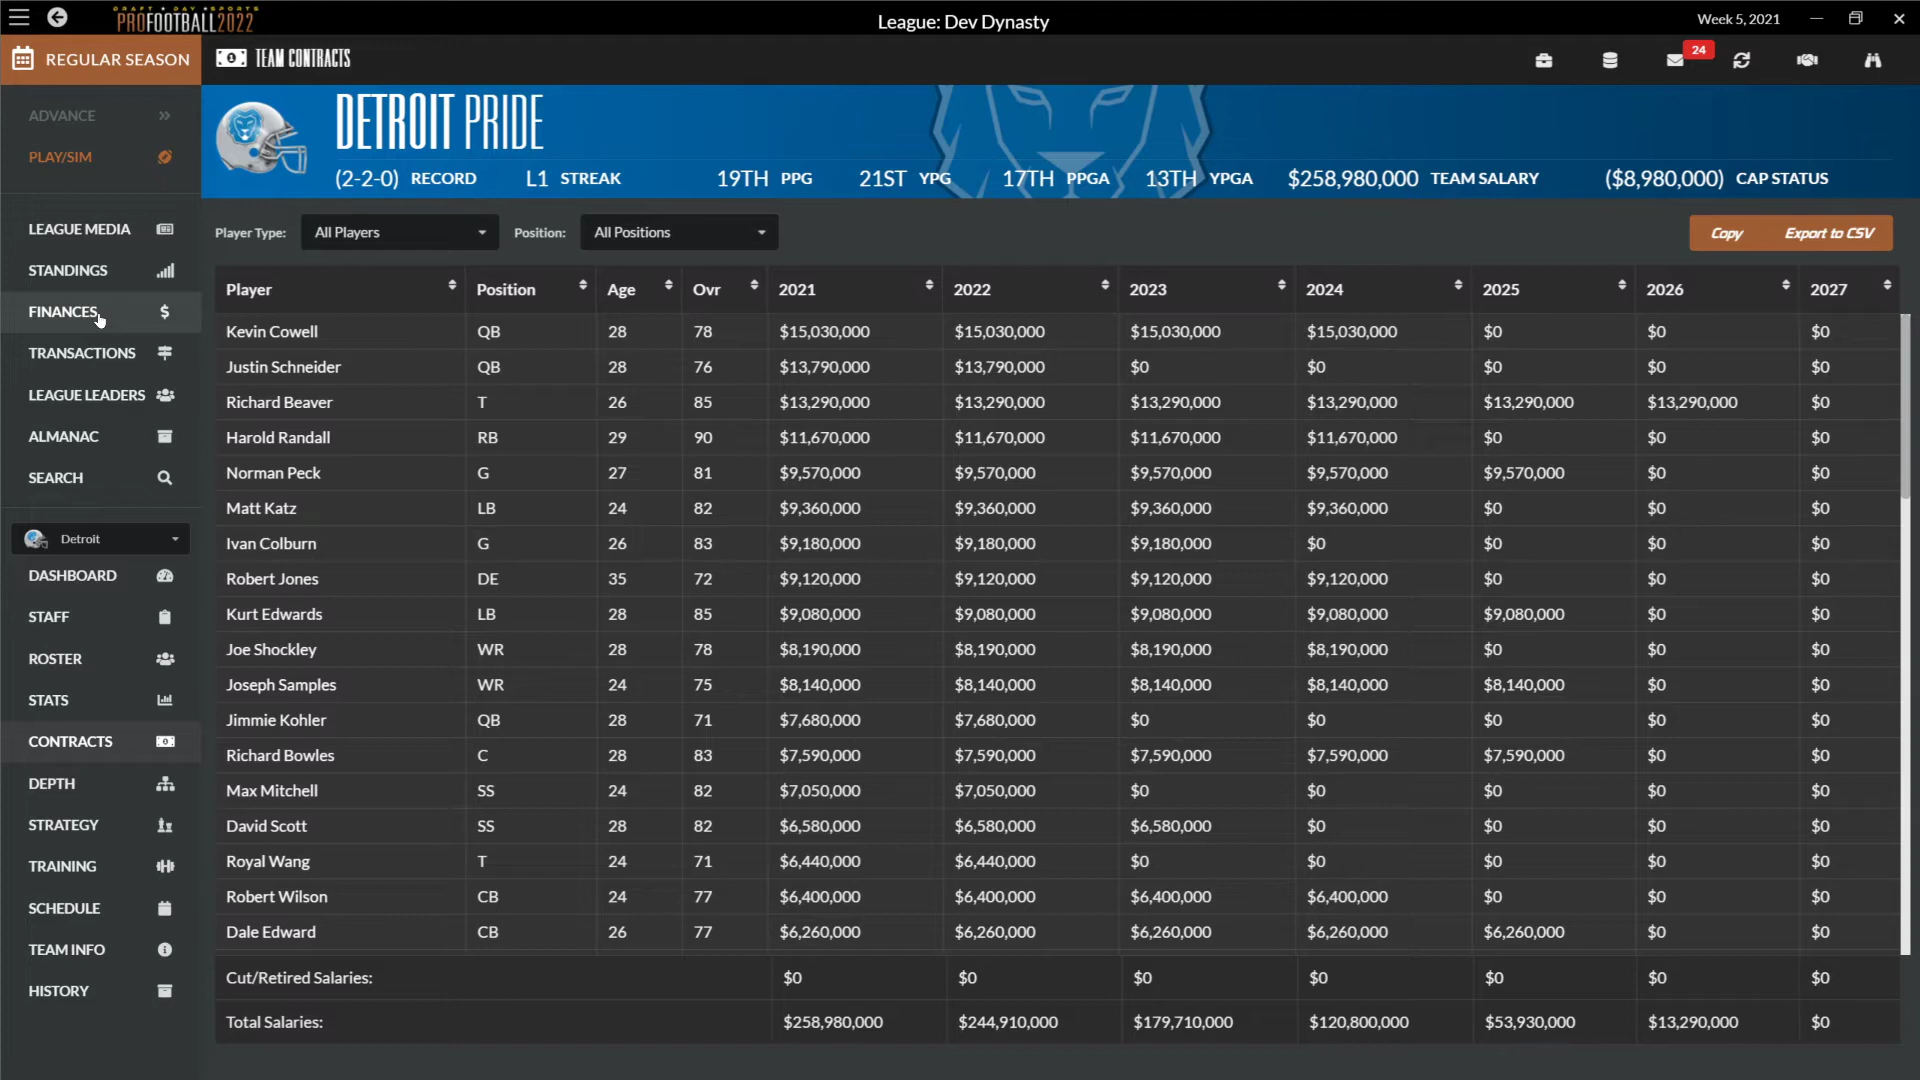 DRAFT DAY SPORTS
PROFOOTBALL2022
League: Dev Dynasty
Week 5, 2021
REGULAR SEASON
TEAM CONTRACTS
24
ADVANCE
PLAY/SIM
DETROIT PRIDE
(2-2-0) RECORD L1 STREAK 19TH PPG 21ST YPG 17TH PPGA 13TH YPGA $258,980,000 TEAM SALARY ($8,980,000) CAP STATUS
LEAGUE MEDIA
STANDINGS
FINANCES
TRANSACTIONS
LEAGUE LEADERS
ALMANAC
SEARCH
Detroit
DASHBOARD
STAFF
ROSTER
STATS
CONTRACTS
DEPTH
STRATEGY
TRAINING
SCHEDULE
TEAM INFO
HISTORY
Player Type: All Players Position: All Positions Copy Export to CSV
Player Position Age Ovr 2021 2022 2023 2024 2025 2026 2027
Kevin Cowell QB 28 78 $15,030,000 $15,030,000 $15,030,000 $15,030,000 $0 $0 $0
Justin Schneider QB 28 76 $13,790,000 $13,790,000 $0 $0 $0 $0 $0
Richard Beaver T 26 85 $13,290,000 $13,290,000 $13,290,000 $13,290,000 $13,290,000 $13,290,000 $0
Harold Randall RB 29 90 $11,670,000 $11,670,000 $11,670,000 $11,670,000 $0 $0 $0
Norman Peck G 27 81 $9,570,000 $9,570,000 $9,570,000 $9,570,000 $9,570,000 $0 $0
Matt Katz LB 24 82 $9,360,000 $9,360,000 $9,360,000 $9,360,000 $0 $0 $0
Ivan Colburn G 26 83 $9,180,000 $9,180,000 $9,180,000 $0 $0 $0 $0
Robert Jones DE 35 72 $9,120,000 $9,120,000 $9,120,000 $9,120,000 $0 $0 $0
Kurt Edwards LB 28 85 $9,080,000 $9,080,000 $9,080,000 $9,080,000 $9,080,000 $0 $0
Joe Shockley WR 28 78 $8,190,000 $8,190,000 $8,190,000 $8,190,000 $0 $0 $0
Joseph Samples WR 24 75 $8,140,000 $8,140,000 $8,140,000 $8,140,000 $8,140,000 $0 $0
Jimmie Kohler QB 28 71 $7,680,000 $7,680,000 $0 $0 $0 $0 $0
Richard Bowles C 28 83 $7,590,000 $7,590,000 $7,590,000 $7,590,000 $7,590,000 $0 $0
Max Mitchell SS 24 82 $7,050,000 $7,050,000 $0 $0 $0 $0 $0
David Scott SS 28 82 $6,580,000 $6,580,000 $6,580,000 $0 $0 $0 $0
Royal Wang T 24 71 $6,440,000 $6,440,000 $0 $0 $0 $0 $0
Robert Wilson CB 24 77 $6,400,000 $6,400,000 $6,400,000 $6,400,000 $0 $0 $0
Dale Edward CB 26 77 $6,260,000 $6,260,000 $6,260,000 $6,260,000 $6,260,000 $0 $0
Cut/Retired Salaries: $0 $0 $0 $0 $0 $0 $0
Total Salaries: $258,980,000 $244,910,000 $179,710,000 $120,800,000 $53,930,000 $13,290,000 $0